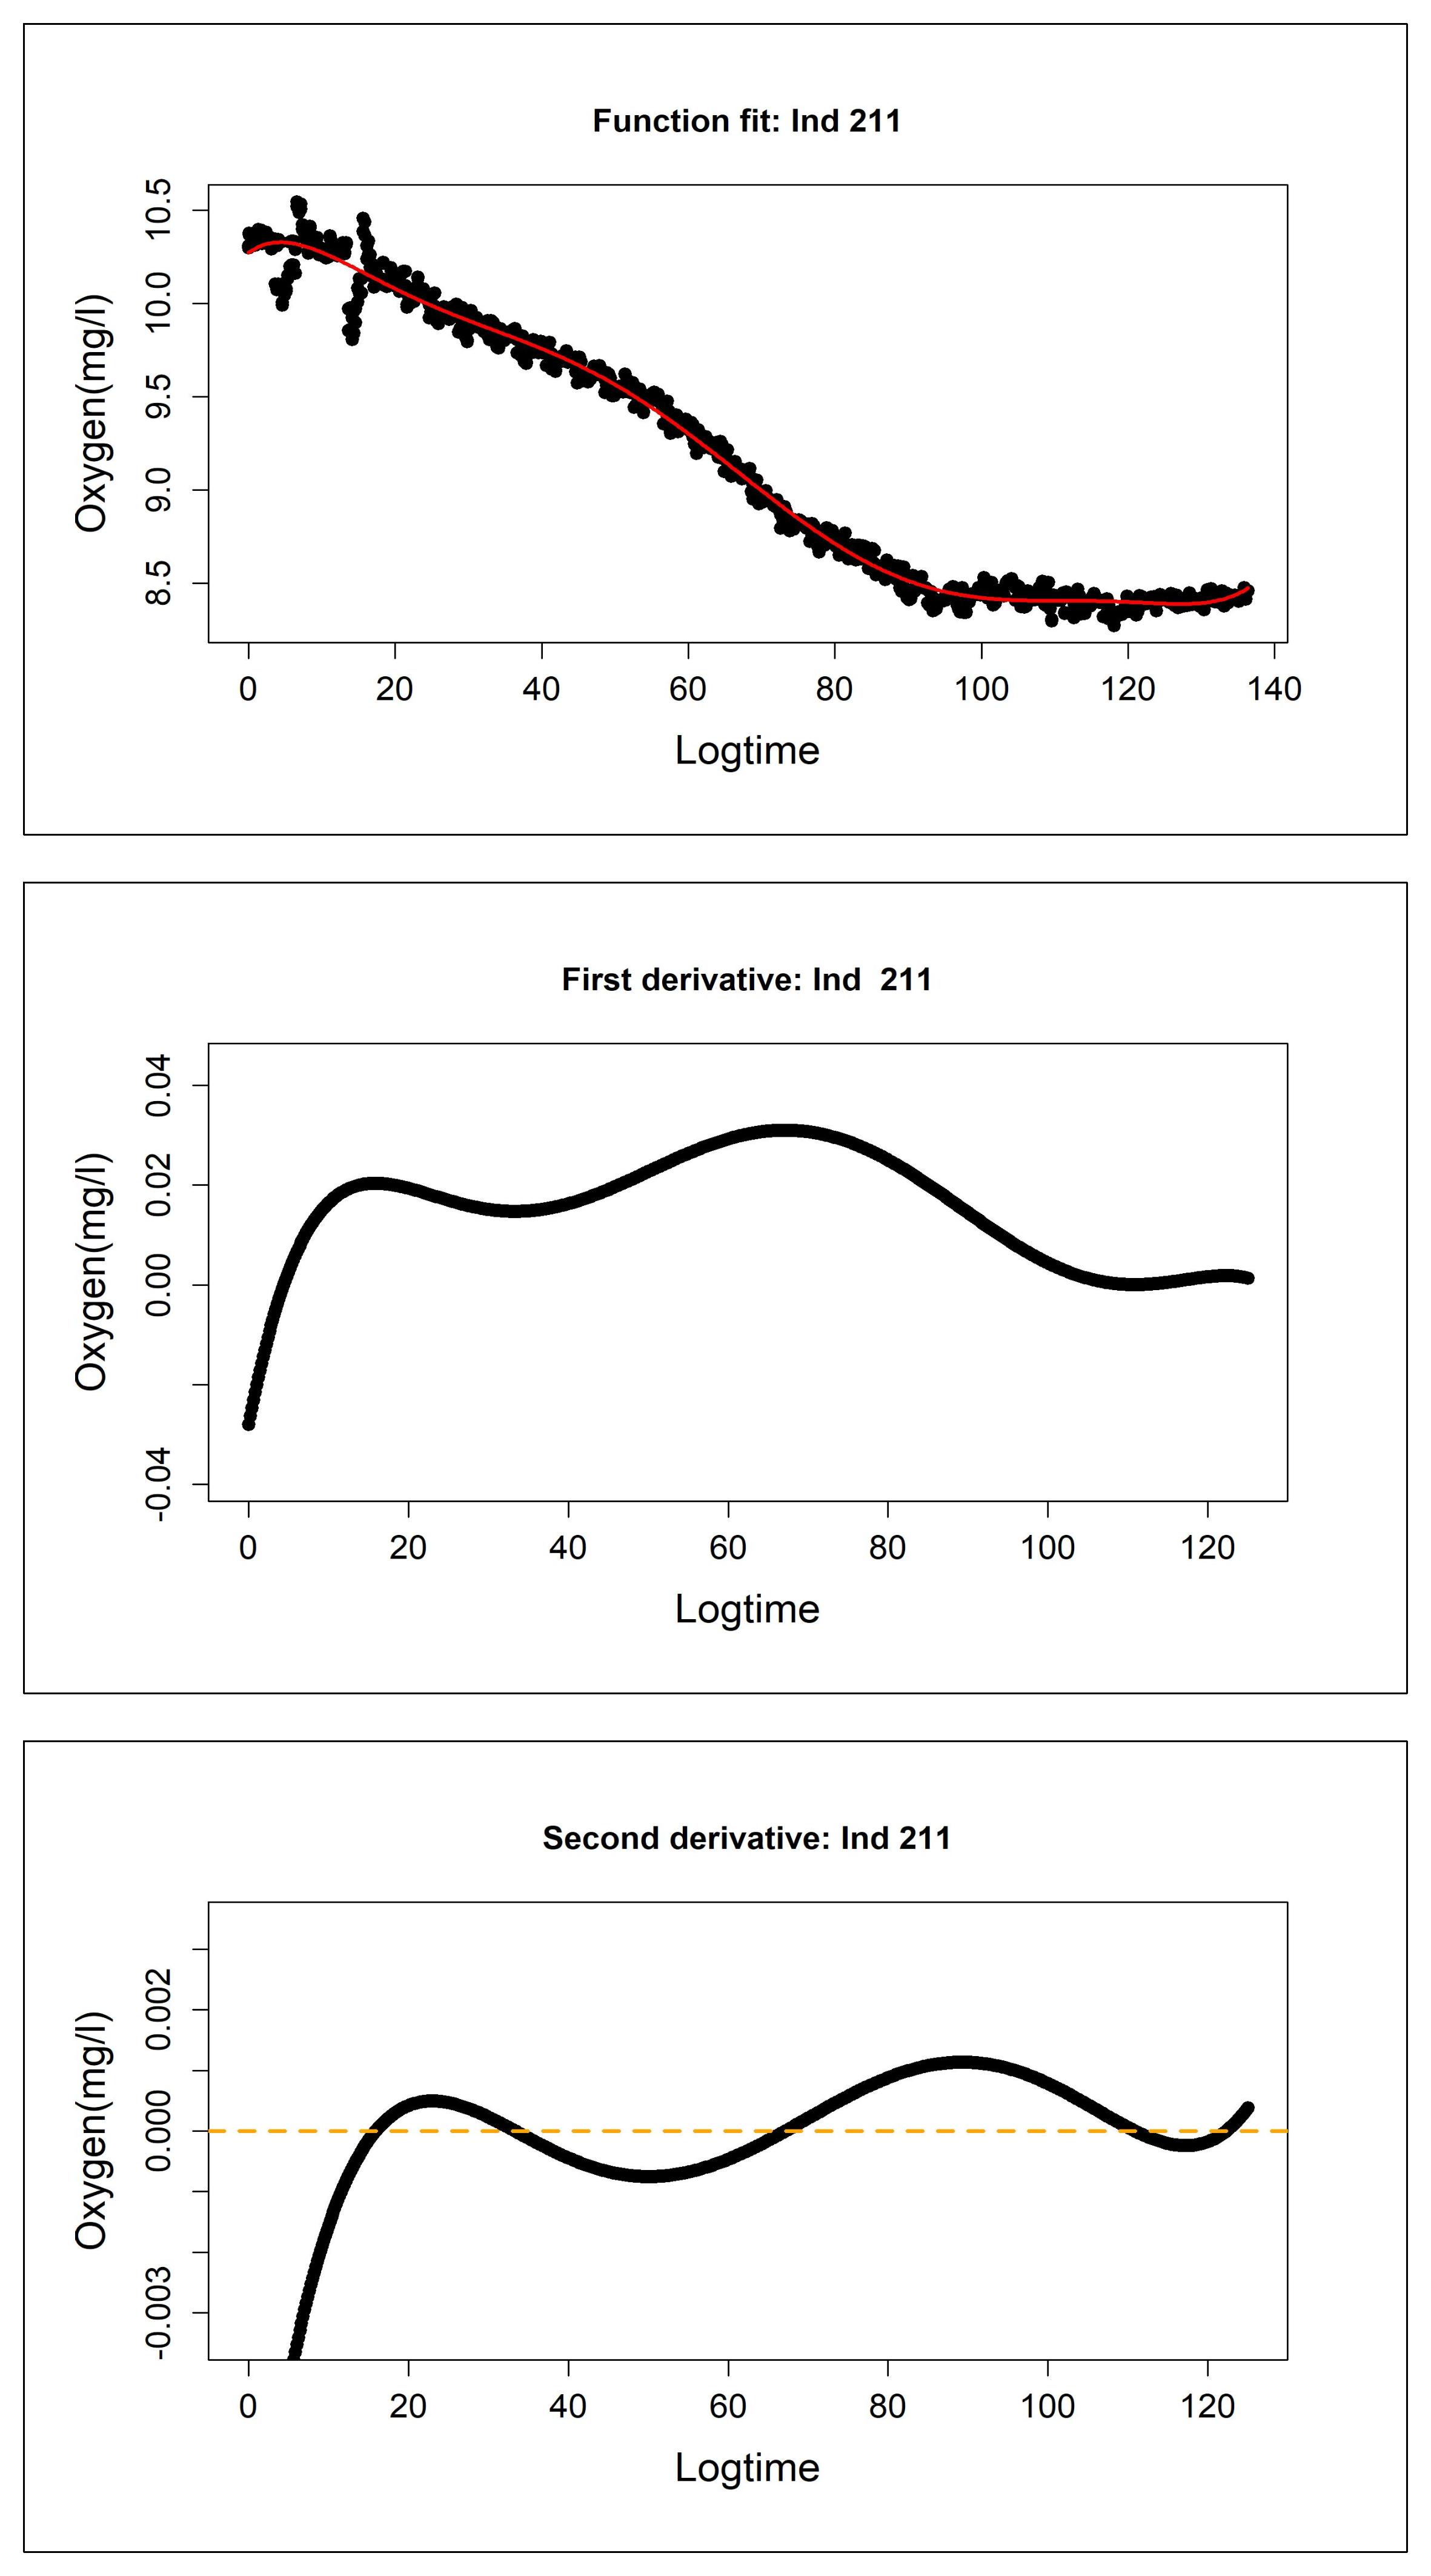 Function fit: Ind 211
Oxygen(mg/l)
10.5
10.0
9.5
9.0
8.5
0 20 40 60 80 100 120 140
Logtime
First derivative: Ind  211
Oxygen(mg/l)
0.04
0.02
0.00
-0.04
0 20 40 60 80 100 120
Logtime
Second derivative: Ind 211
Oxygen(mg/l)
0.002
0.000
-0.003
0 20 40 60 80 100 120
Logtime